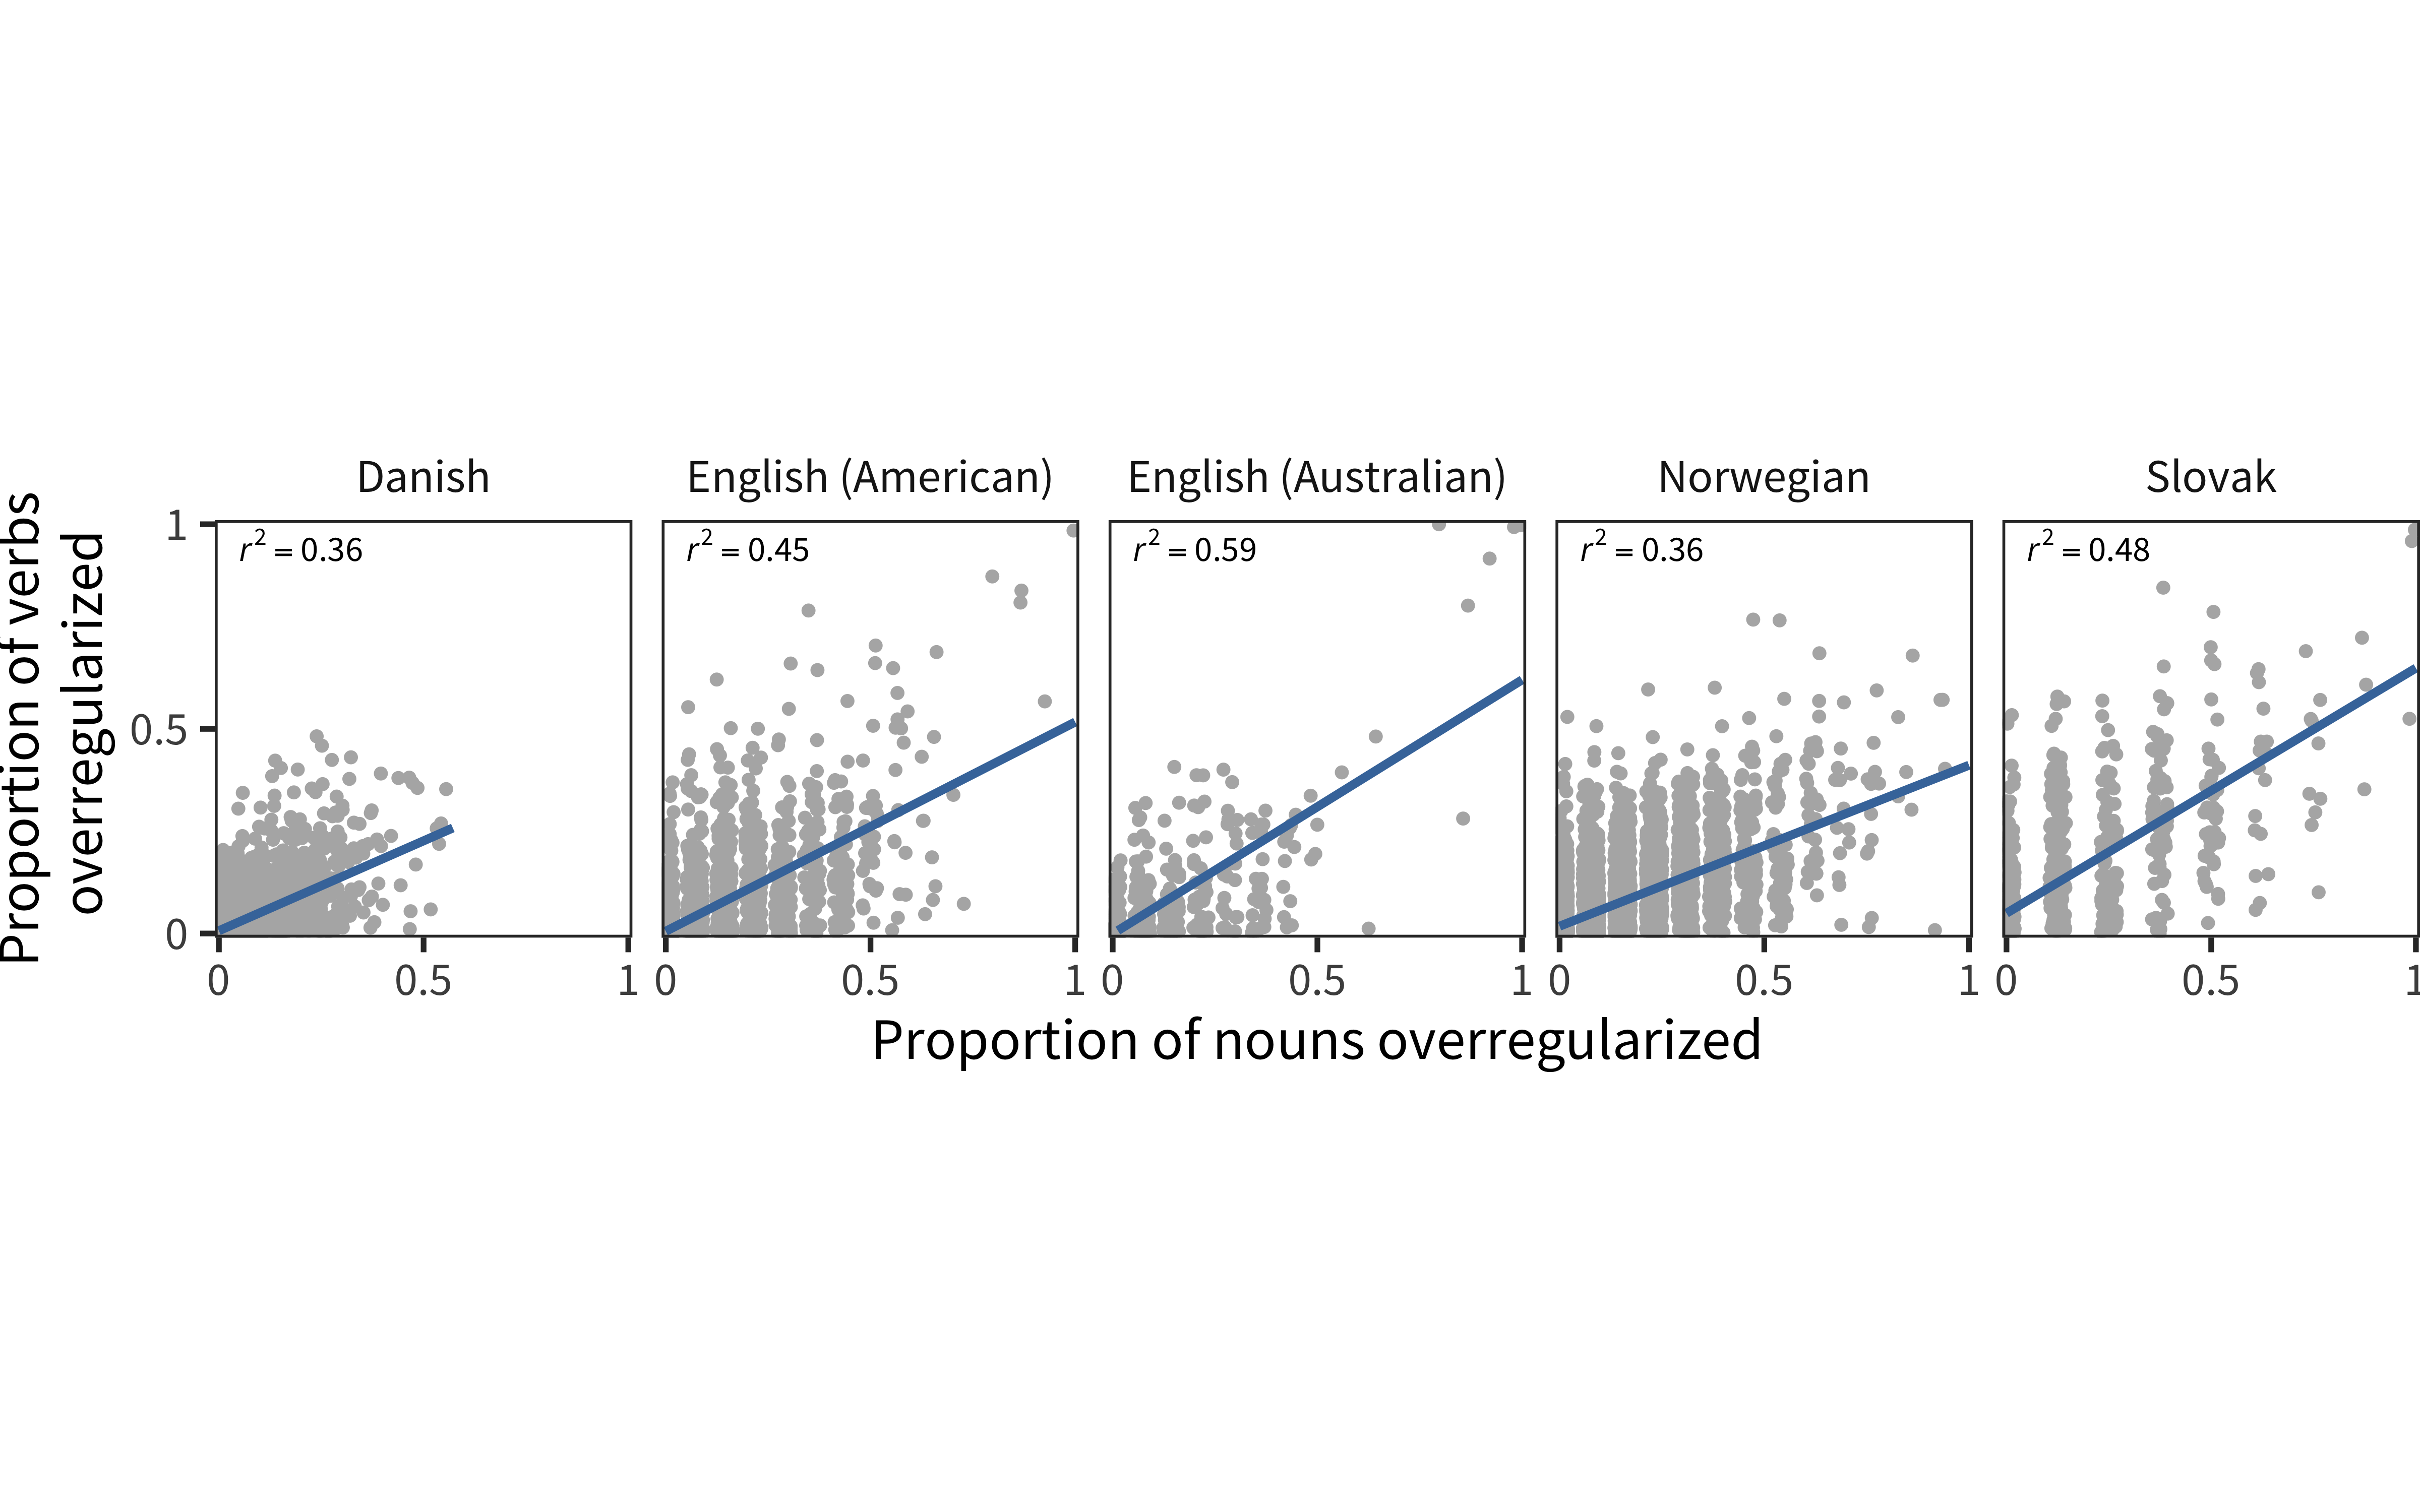 Danish
English (American)
English (Australian)
Norwegian
Slovak
Proportion of verbs
overregularized
1
0.5
0
r² = 0.36
r² = 0.45
r² = 0.59
r² = 0.36
r² = 0.48
0 0.5 1
0 0.5 1
0 0.5 1
0 0.5 1
0 0.5 1
Proportion of nouns overregularized